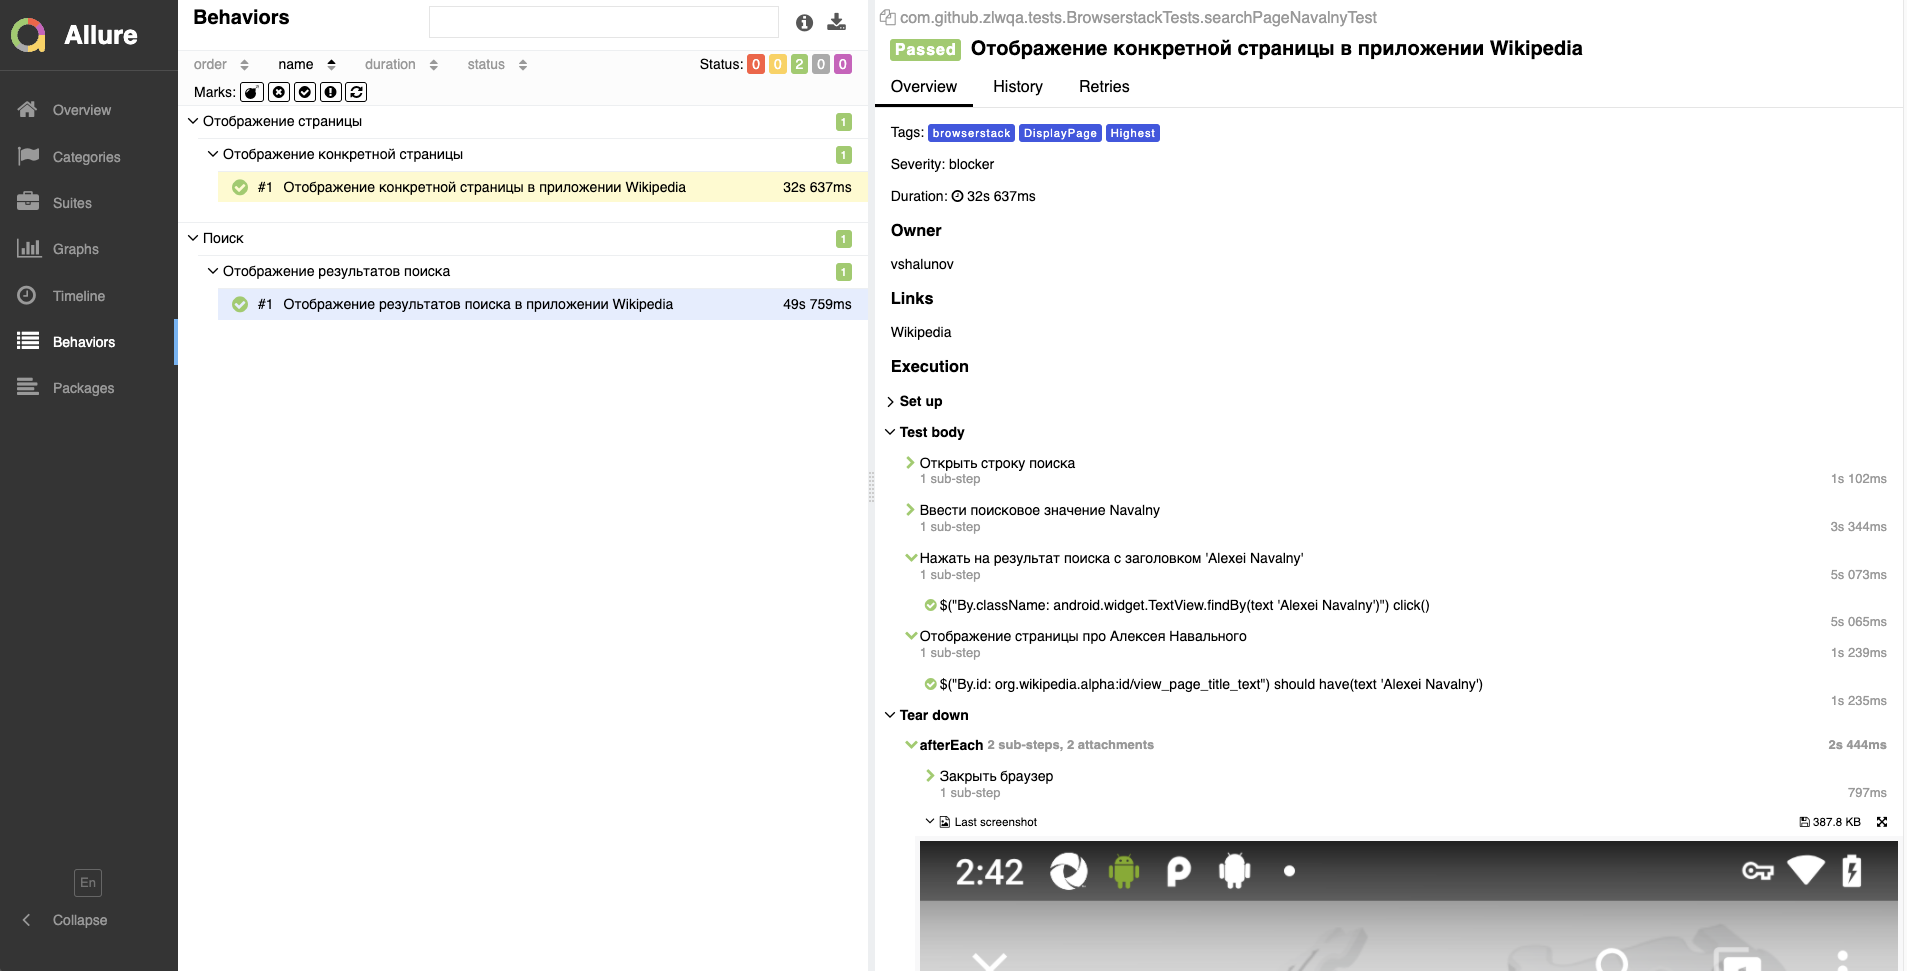 Allure
Overview
Categories
Suites
Graphs
Timeline
Behaviors
Packages
En
Collapse
Behaviors
order name duration status Status: 0 0 2 0 0
Marks:
Отображение страницы 1
Отображение конкретной страницы 1
#1 Отображение конкретной страницы в приложении Wikipedia 32s 637ms
Поиск 1
Отображение результатов поиска 1
#1 Отображение результатов поиска в приложении Wikipedia 49s 759ms
com.github.zlwqa.tests.BrowserstackTests.searchPageNavalnyTest
Passed Отображение конкретной страницы в приложении Wikipedia
Overview History Retries
Tags: browserstack DisplayPage Highest
Severity: blocker
Duration: 32s 637ms
Owner
vshalunov
Links
Wikipedia
Execution
Set up
Test body
Открыть строку поиска
1 sub-step 1s 102ms
Ввести поисковое значение Navalny
1 sub-step 3s 344ms
Нажать на результат поиска с заголовком 'Alexei Navalny'
1 sub-step 5s 073ms
$("By.className: android.widget.TextView.findBy(text 'Alexei Navalny')") click()
5s 065ms
Отображение страницы про Алексея Навального
1 sub-step 1s 239ms
$("By.id: org.wikipedia.alpha:id/view_page_title_text") should have(text 'Alexei Navalny')
1s 235ms
Tear down
afterEach 2 sub-steps, 2 attachments 2s 444ms
Закрыть браузер
1 sub-step 797ms
Last screenshot 387.8 KB
2:42